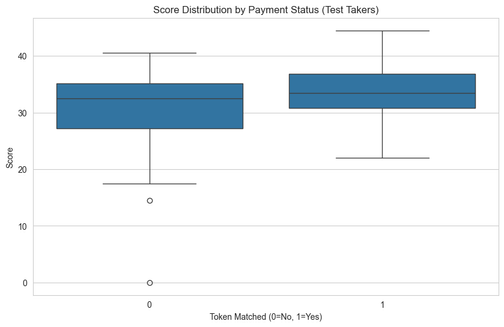 Score Distribution by Payment Status (Test Takers)
40
30
20
10
0
Score
0
1
Token Matched (0=No, 1=Yes)